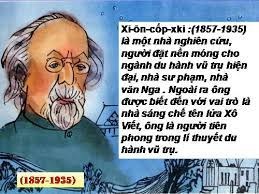 Xi-ôn-cốp-xki :(1857-1935)
là một nhà nghiên cứu,
người đặt nền móng cho
ngành du hành vũ trụ hiện
đại, nhà sư phạm, nhà
văn Nga . Ngoài ra ông
được biết đến với vai trò là
nhà sáng chế tên lửa Xô
Viết, ông là người tiên
phong trong lí thuyết du
hành vũ trụ.
(1857-1935)